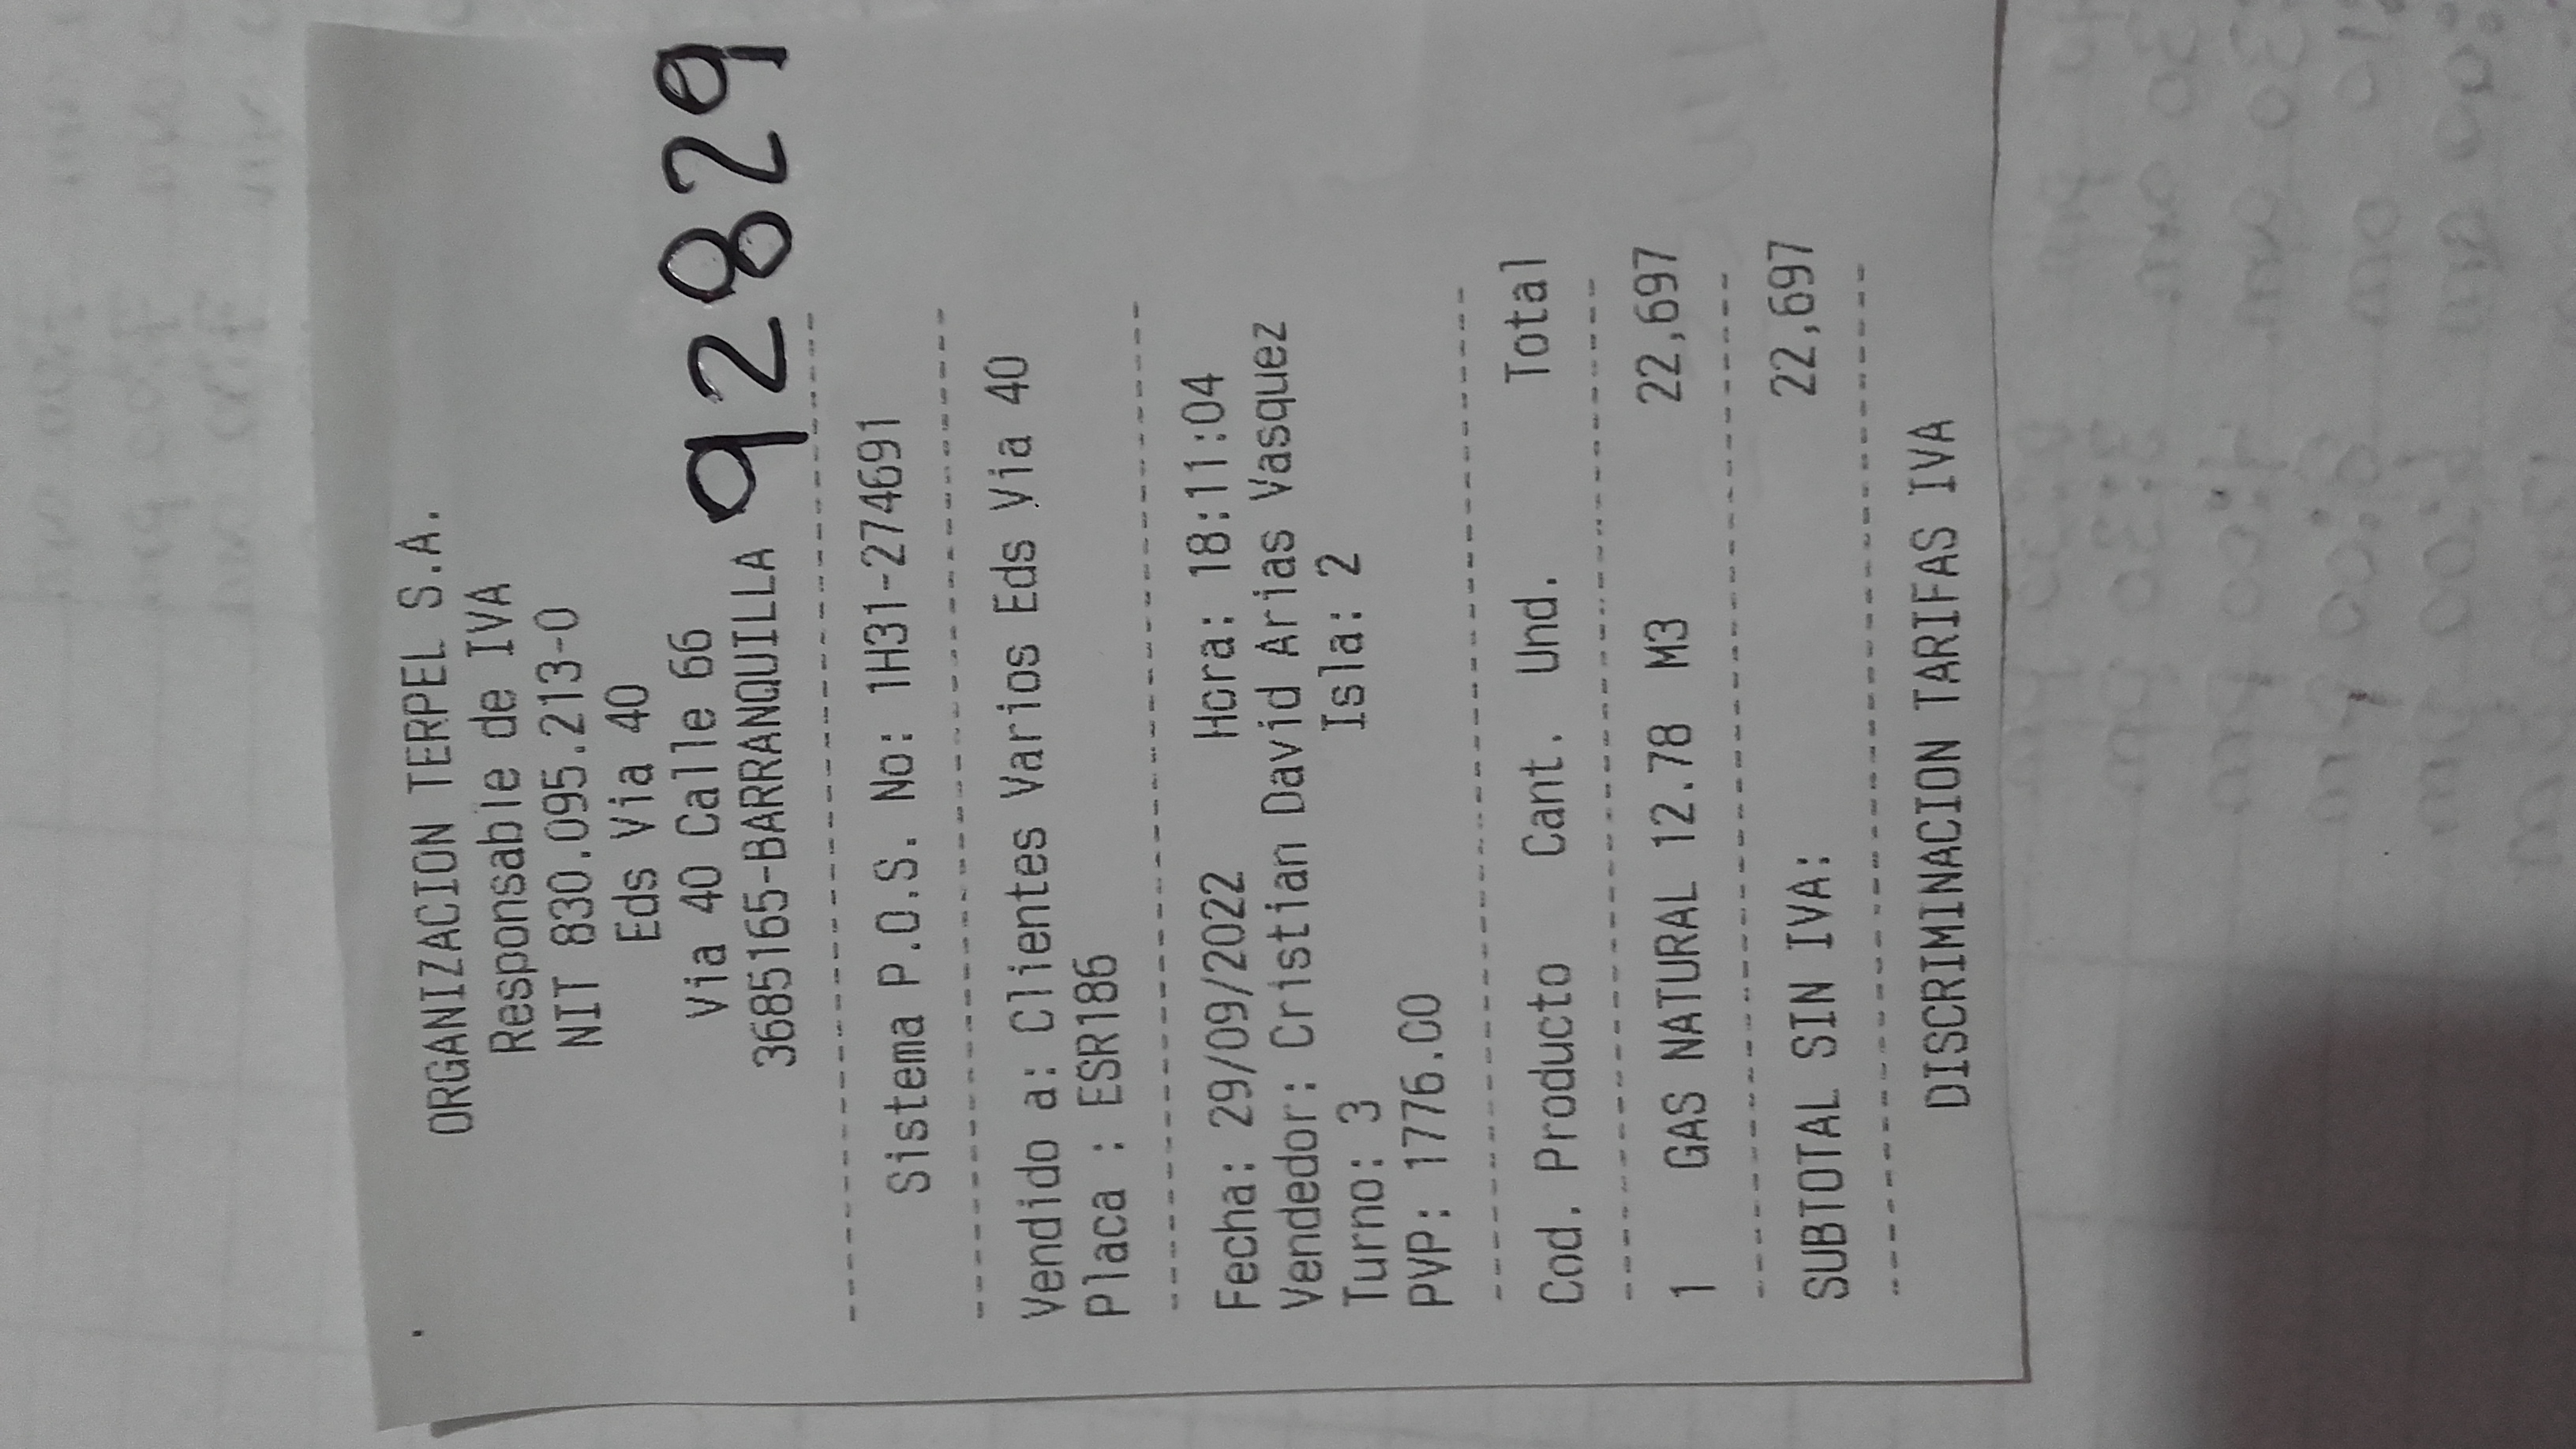 ORGANIZACION TERPEL S.A.
Responsable de IVA
NIT 830.095.213-0
Eds Via 40
Via 40 Calle 66
3685165-BARRANQUILLA
92829
Sistema P.O.S. No: 1H31-274691
Vendido a: Clientes Varios Eds Via 40
Placa : ESR186
Fecha: 29/09/2022 Hora: 18:11:04
Vendedor: Cristian David Arias Vasquez
Turno: 3 Isla: 2
PVP: 1776.00
Cod. Producto Cant. Und. Total
1 GAS NATURAL 12.78 M3 22,697
SUBTOTAL SIN IVA: 22,697
DISCRIMINACION TARIFAS IVA